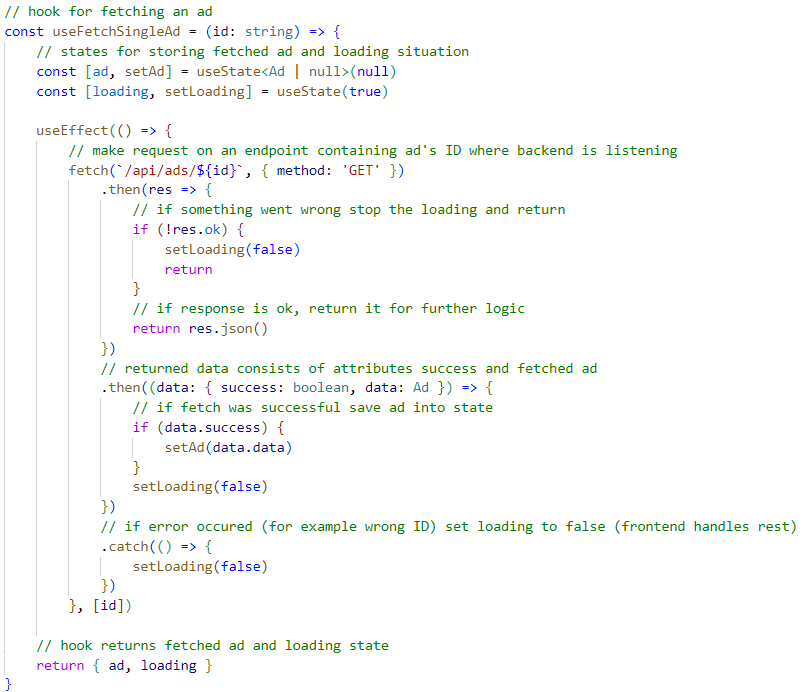 // hook for fetching an ad
const useFetchSingleAd = (id: string) => {
    // states for storing fetched ad and loading situation
    const [ad, setAd] = useState<Ad | null>(null)
    const [loading, setLoading] = useState(true)

    useEffect(() => {
        // make request on an endpoint containing ad's ID where backend is listening
        fetch(`/api/ads/${id}`, { method: 'GET' })
            .then(res => {
                // if something went wrong stop the loading and return
                if (!res.ok) {
                    setLoading(false)
                    return
                }
                // if response is ok, return it for further logic
                return res.json()
            })
            // returned data consists of attributes success and fetched ad
            .then((data: { success: boolean, data: Ad }) => {
                // if fetch was successful save ad into state
                if (data.success) {
                    setAd(data.data)
                }
                setLoading(false)
            })
            // if error occured (for example wrong ID) set loading to false (frontend handles rest)
            .catch(() => {
                setLoading(false)
            })
        }, [id])

    // hook returns fetched ad and loading state
    return { ad, loading }
}